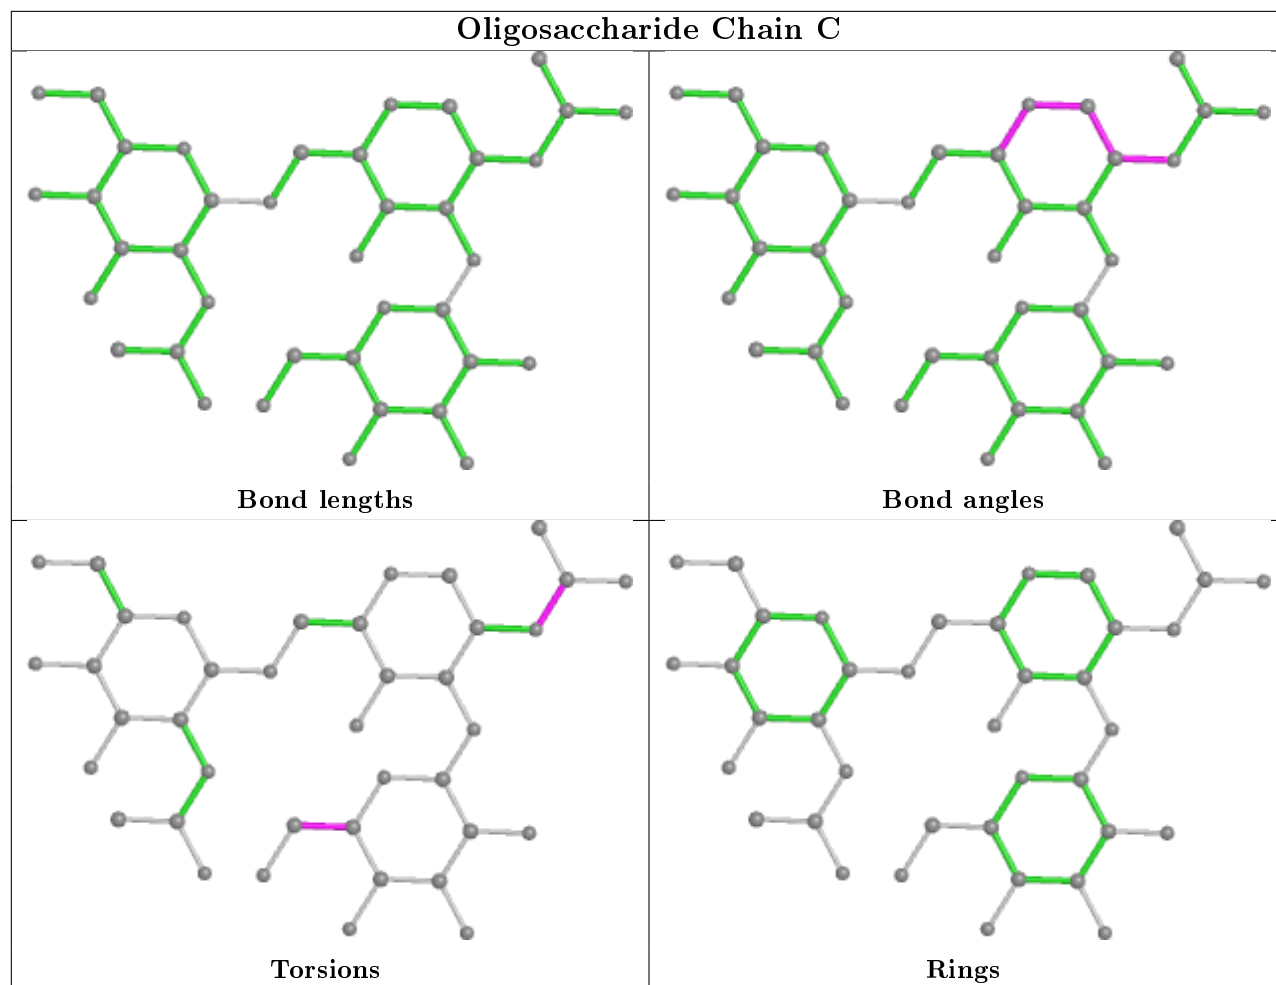 Oligosaccharide Chain C
Bond lengths
Bond angles
Torsions
Rings